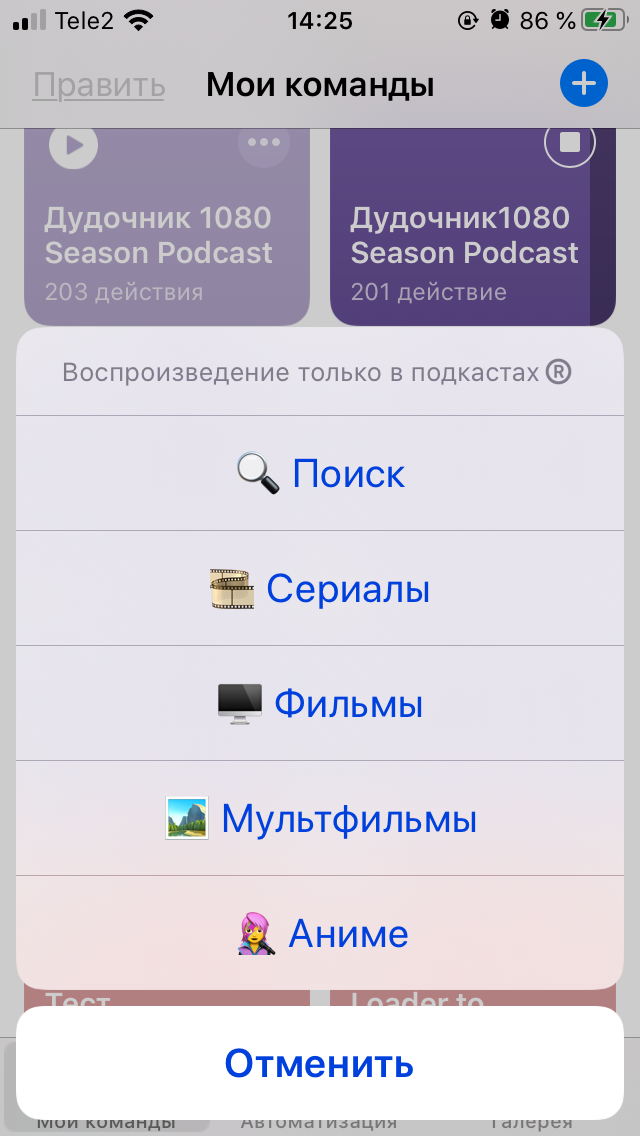 Tele2 14:25 86 %
Править Мои команды
Дудочник 1080
Season Podcast
203 действия
Дудочник1080
Season Podcast
201 действие
Воспроизведение только в подкастах ®
Поиск
Сериалы
Фильмы
Мультфильмы
Аниме
Тест
Loader to
Отменить
Мои команды Автоматизация Галерея